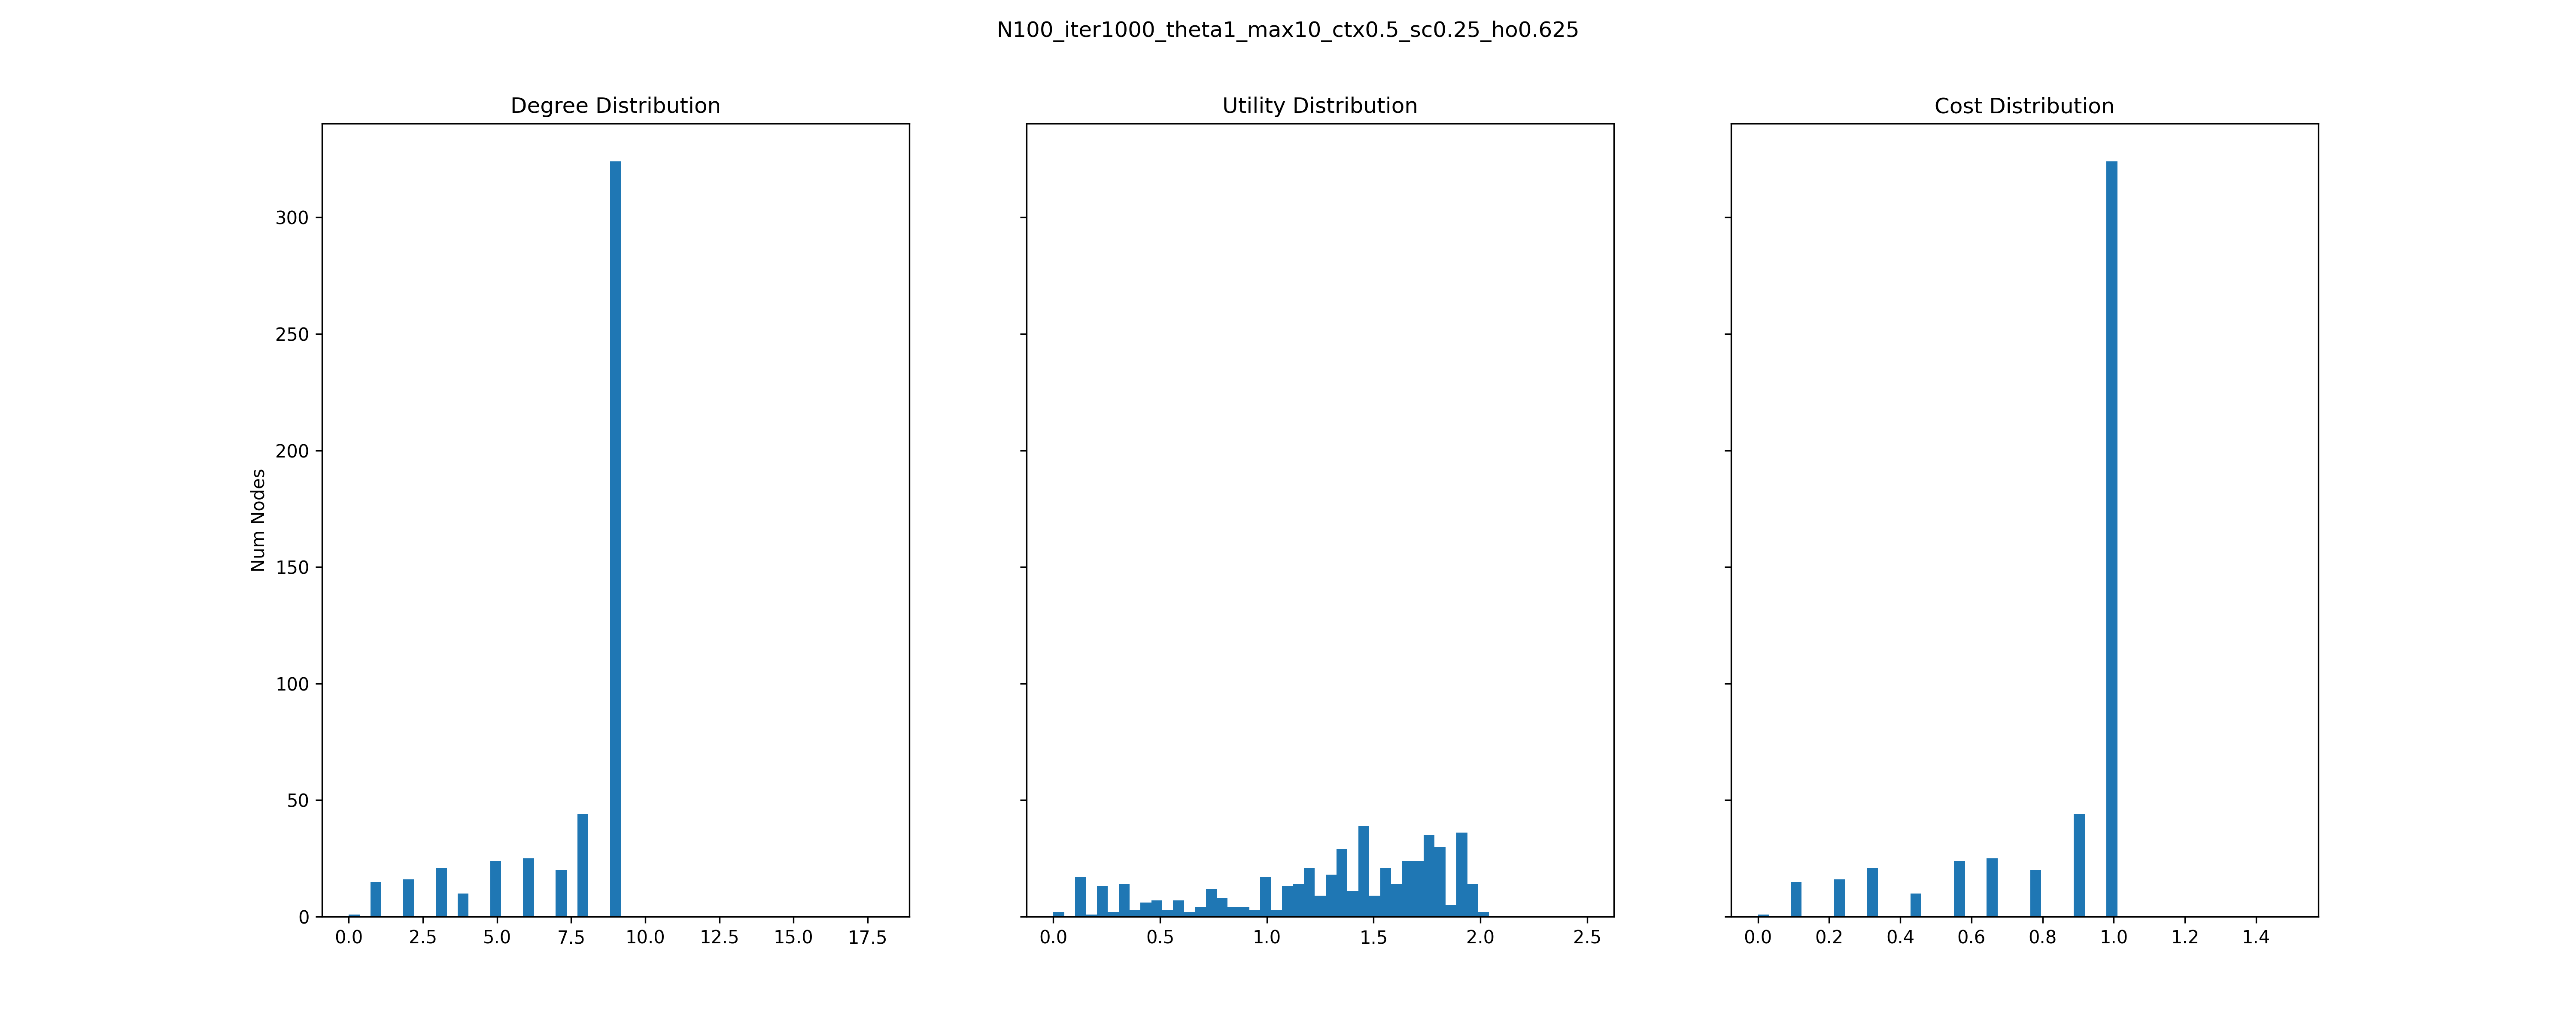 N100_iter1000_theta1_max10_ctx0.5_sc0.25_ho0.625
Degree Distribution
Utility Distribution
Cost Distribution
Num Nodes
300
250
200
150
100
50
0
0.0 2.5 5.0 7.5 10.0 12.5 15.0 17.5
0.0 0.5 1.0 1.5 2.0 2.5
0.0 0.2 0.4 0.6 0.8 1.0 1.2 1.4